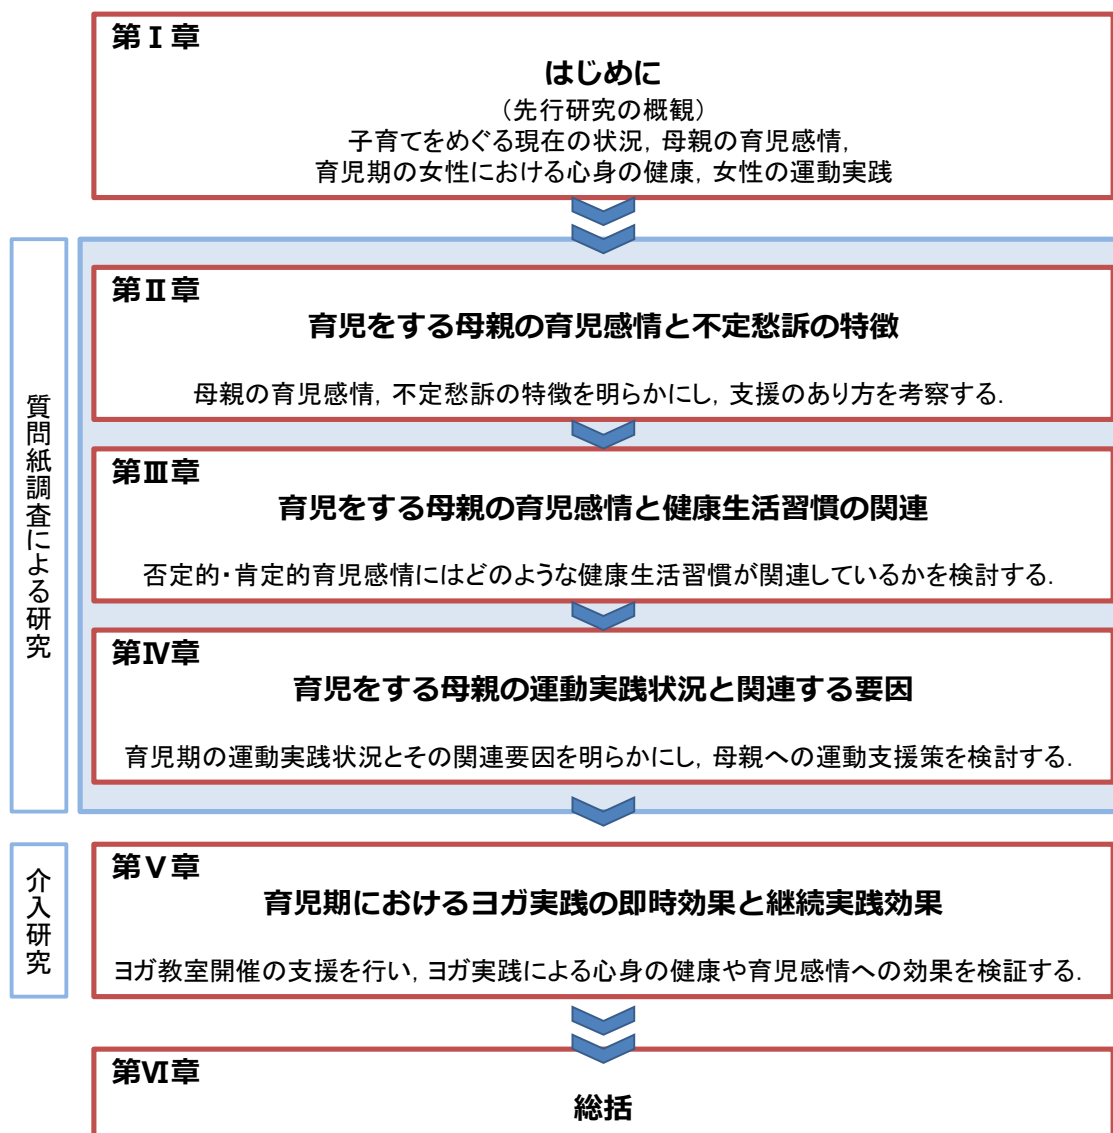 第Ⅰ章
はじめに
（先行研究の概観）
子育てをめぐる現在の状況, 母親の育児感情,
育児期の女性における心身の健康, 女性の運動実践
質問紙調査による研究
第Ⅱ章
育児をする母親の育児感情と不定愁訴の特徴
母親の育児感情, 不定愁訴の特徴を明らかにし, 支援のあり方を考察する.
第Ⅲ章
育児をする母親の育児感情と健康生活習慣の関連
否定的・肯定的育児感情にはどのような健康生活習慣が関連しているかを検討する.
第Ⅳ章
育児をする母親の運動実践状況と関連する要因
育児期の運動実践状況とその関連要因を明らかにし, 母親への運動支援策を検討する.
介入研究
第Ⅴ章
育児期におけるヨガ実践の即時効果と継続実践効果
ヨガ教室開催の支援を行い, ヨガ実践による心身の健康や育児感情への効果を検証する.
第Ⅵ章
総括